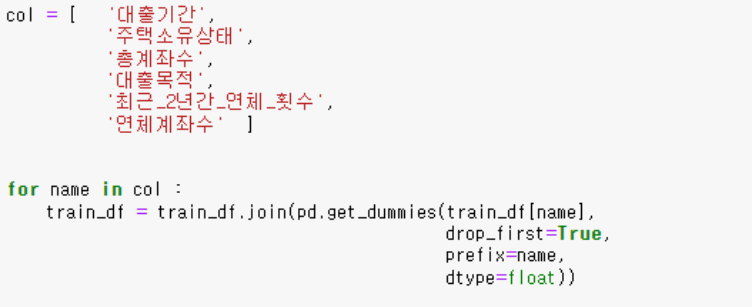 col = [ '대출기간',
'주택소유상태',
'총계좌수',
'대출목적',
'최근_2년간_연체_횟수',
'연체계좌수' ]
for name in col :
train_df = train_df.join(pd.get_dummies(train_df[name],
drop_first=True,
prefix=name,
dtype=float))